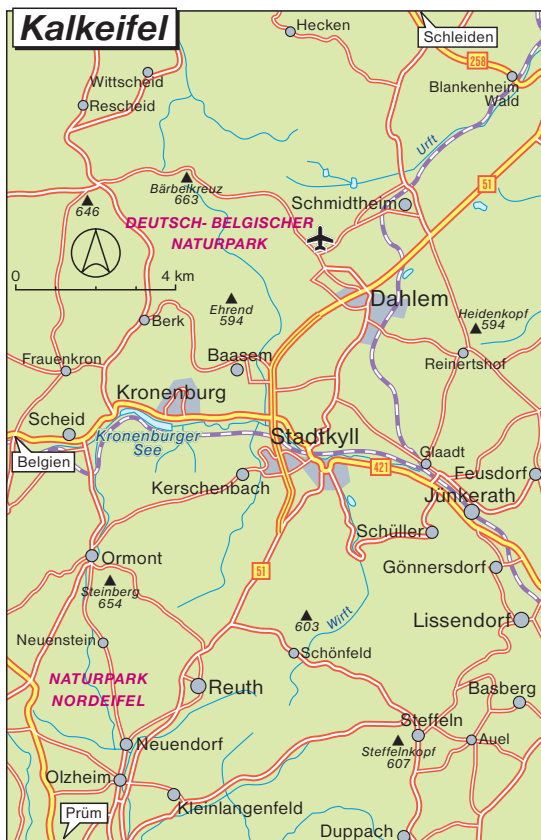 Kalkeifel
Hecken
Schleiden
258
Wittscheid
Blankenheim
Wald
Rescheid
Urft
51
Bärbelkreuz
663
646
Schmidtheim
DEUTSCH- BELGISCHER
NATURPARK
0 4 km
Dahlem
Ehrend
594
Heidenkopf
594
Berk
Reinertshof
Frauenkron
Baasem
Kronenburg
Scheid
Kronenburger
See
Stadtkyll
Belgien
Glaadt
421
Feusdorf
Kerschenbach
Jünkerath
Schüller
Ormont
51
Gönnersdorf
Steinberg
654
603
Wirft
Lissendorf
Neuenstein
Schönfeld
NATURPARK
NORDEIFEL
Reuth
Basberg
Steffeln
Auel
Neuendorf
Steffelnkopf
607
Olzheim
Prüm
Kleinlangenfeld
Duppach